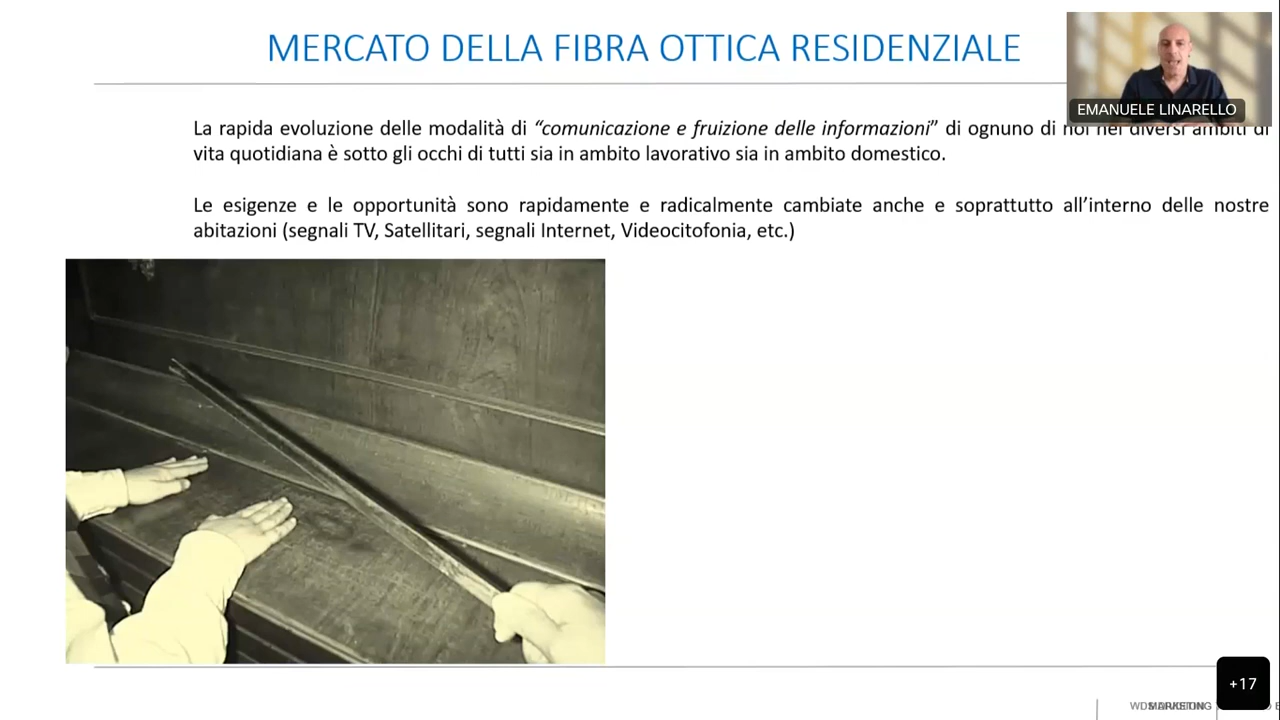 MERCATO DELLA FIBRA OTTICA RESIDENZIALE
EMANUELE LINARELLO
La rapida evoluzione delle modalità di “comunicazione e fruizione delle informazioni” di ognuno di noi nei diversi ambiti di
vita quotidiana è sotto gli occhi di tutti sia in ambito lavorativo sia in ambito domestico.
Le esigenze e le opportunità sono rapidamente e radicalmente cambiate anche e soprattutto all’interno delle nostre
abitazioni (segnali TV, Satellitari, segnali Internet, Videocitofonia, etc.)
+17
MARKETING